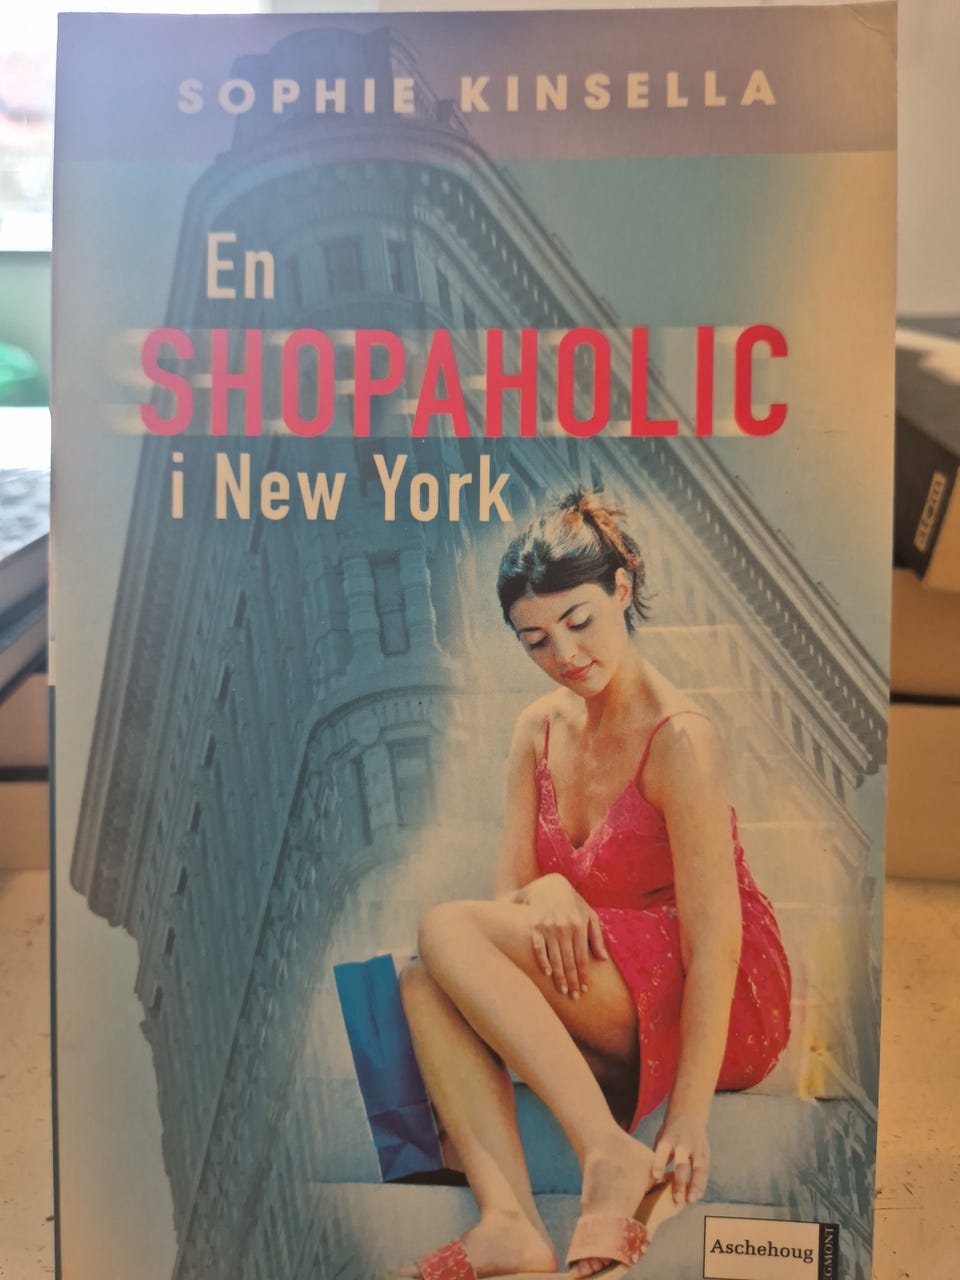 SOPHIE KINSELLA
En
SHOPAHOLIC
i New York
Aschehoug